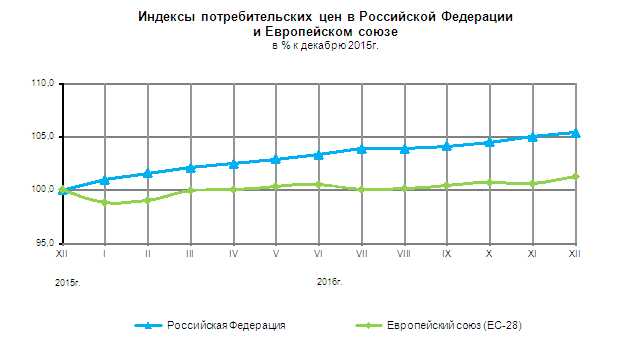 Индексы потребительских цен в Российской Федерации
и Европейском союзе
в % к декабрю 2015г.
110,0
105,0
100,0
95,0
XII I II III IV V VI VII VIII IX X XI XII
2015г. 2016г.
Российская Федерация Европейский союз (ЕС-28)